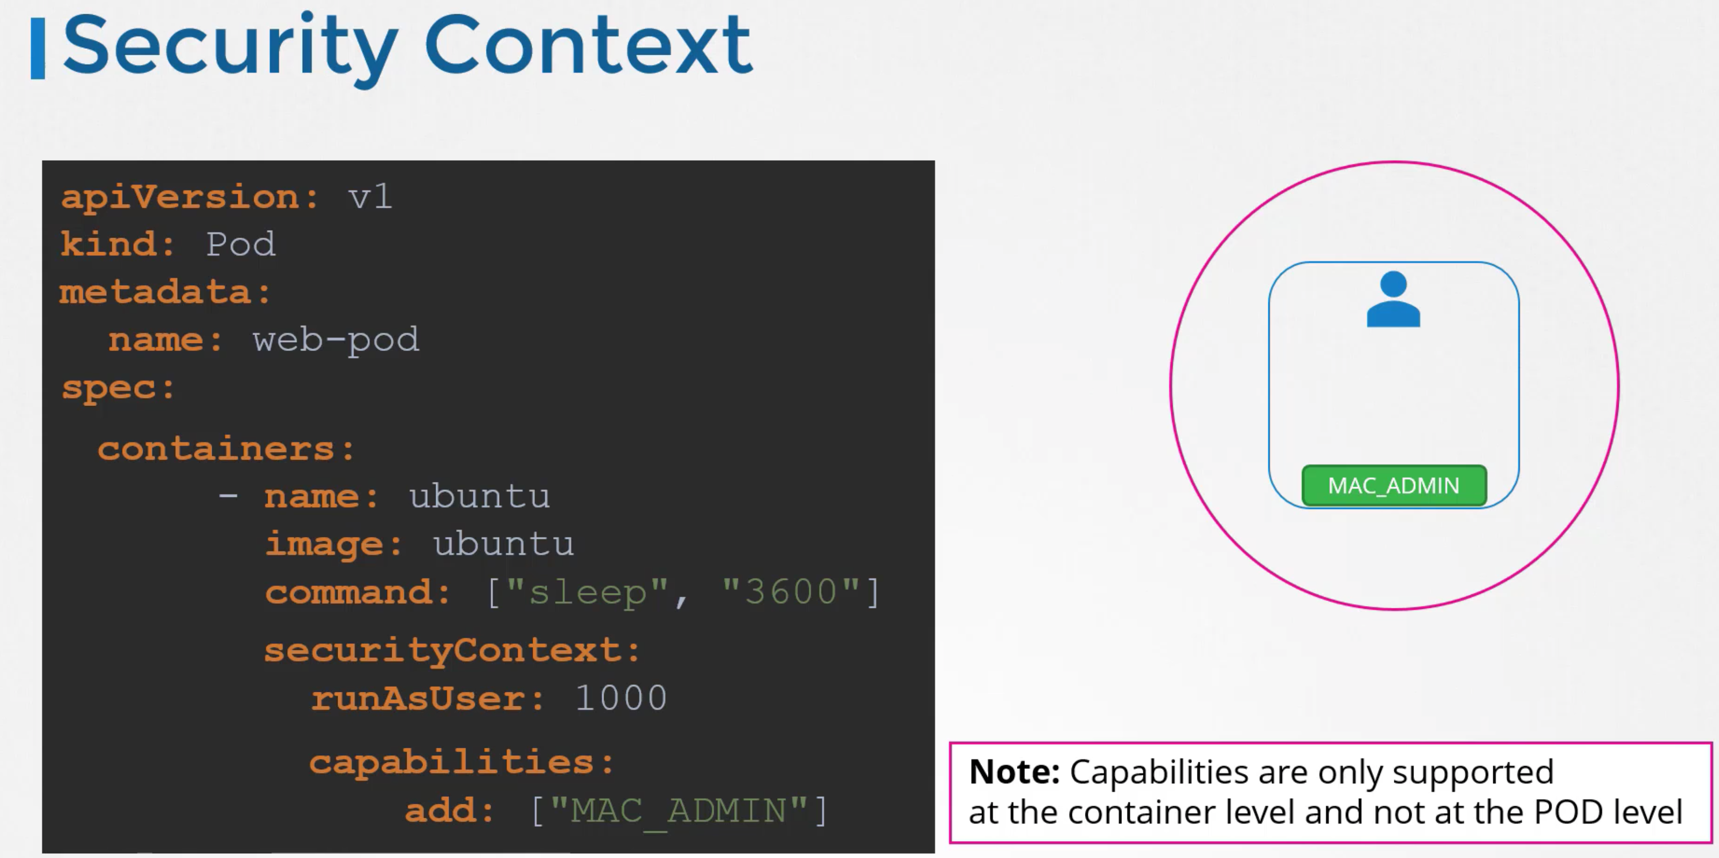 Security Context
apiVersion: v1
kind: Pod
metadata:
  name: web-pod
spec:
  containers:
      - name: ubuntu
        image: ubuntu
        command: ["sleep", "3600"]
        securityContext:
          runAsUser: 1000
          capabilities:
              add: ["MAC_ADMIN"]
MAC_ADMIN
Note: Capabilities are only supported
at the container level and not at the POD level